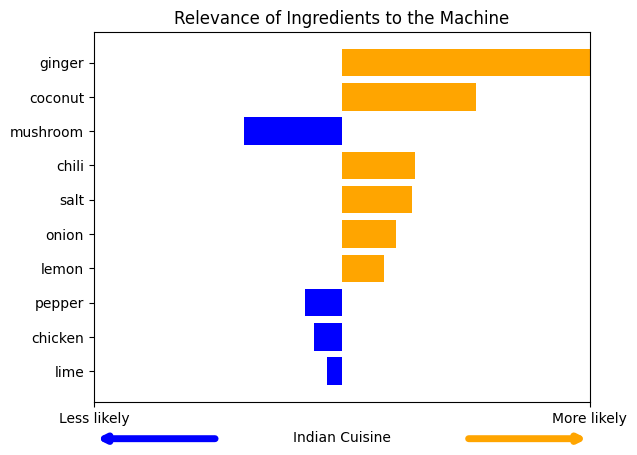 Relevance of Ingredients to the Machine
ginger
coconut
mushroom
chili
salt
onion
lemon
pepper
chicken
lime
Less likely
More likely
Indian Cuisine